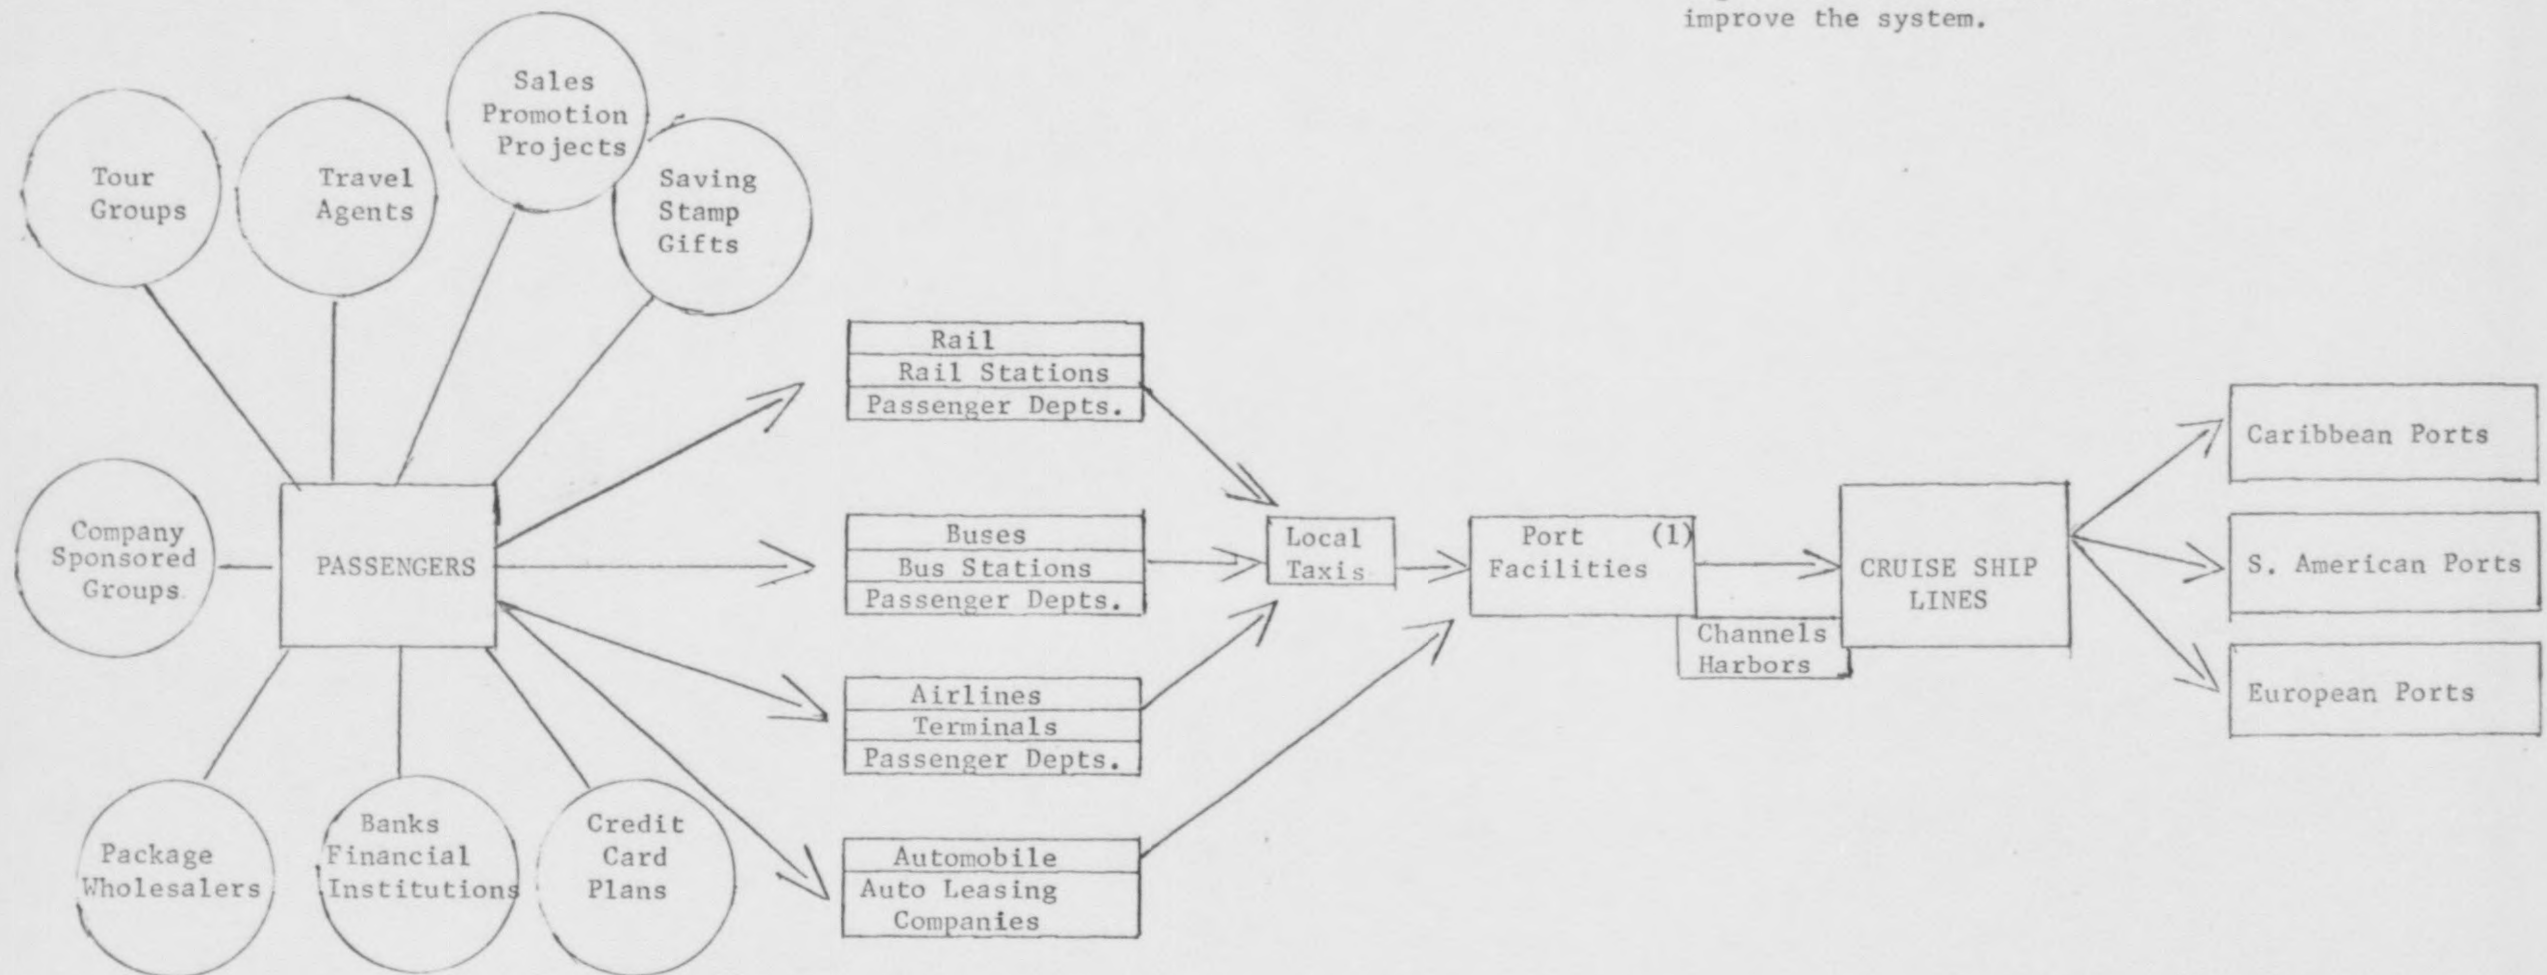 improve the system.
Sales
Promotion
Projects
Tour
Groups
Travel
Agents
Saving
Stamp
Gifts
Rail
Rail Stations
Passenger Depts.
Caribbean Ports
Company
Sponsored
Groups
PASSENGERS
Buses
Bus Stations
Passenger Depts.
Local
Taxis
Port (1)
Facilities
CRUISE SHIP
LINES
S. American Ports
Channels
Harbors
Airlines
Terminals
Passenger Depts.
European Ports
Package
Wholesalers
Banks
Financial
Institutions
Credit
Card
Plans
Automobile
Auto Leasing
Companies